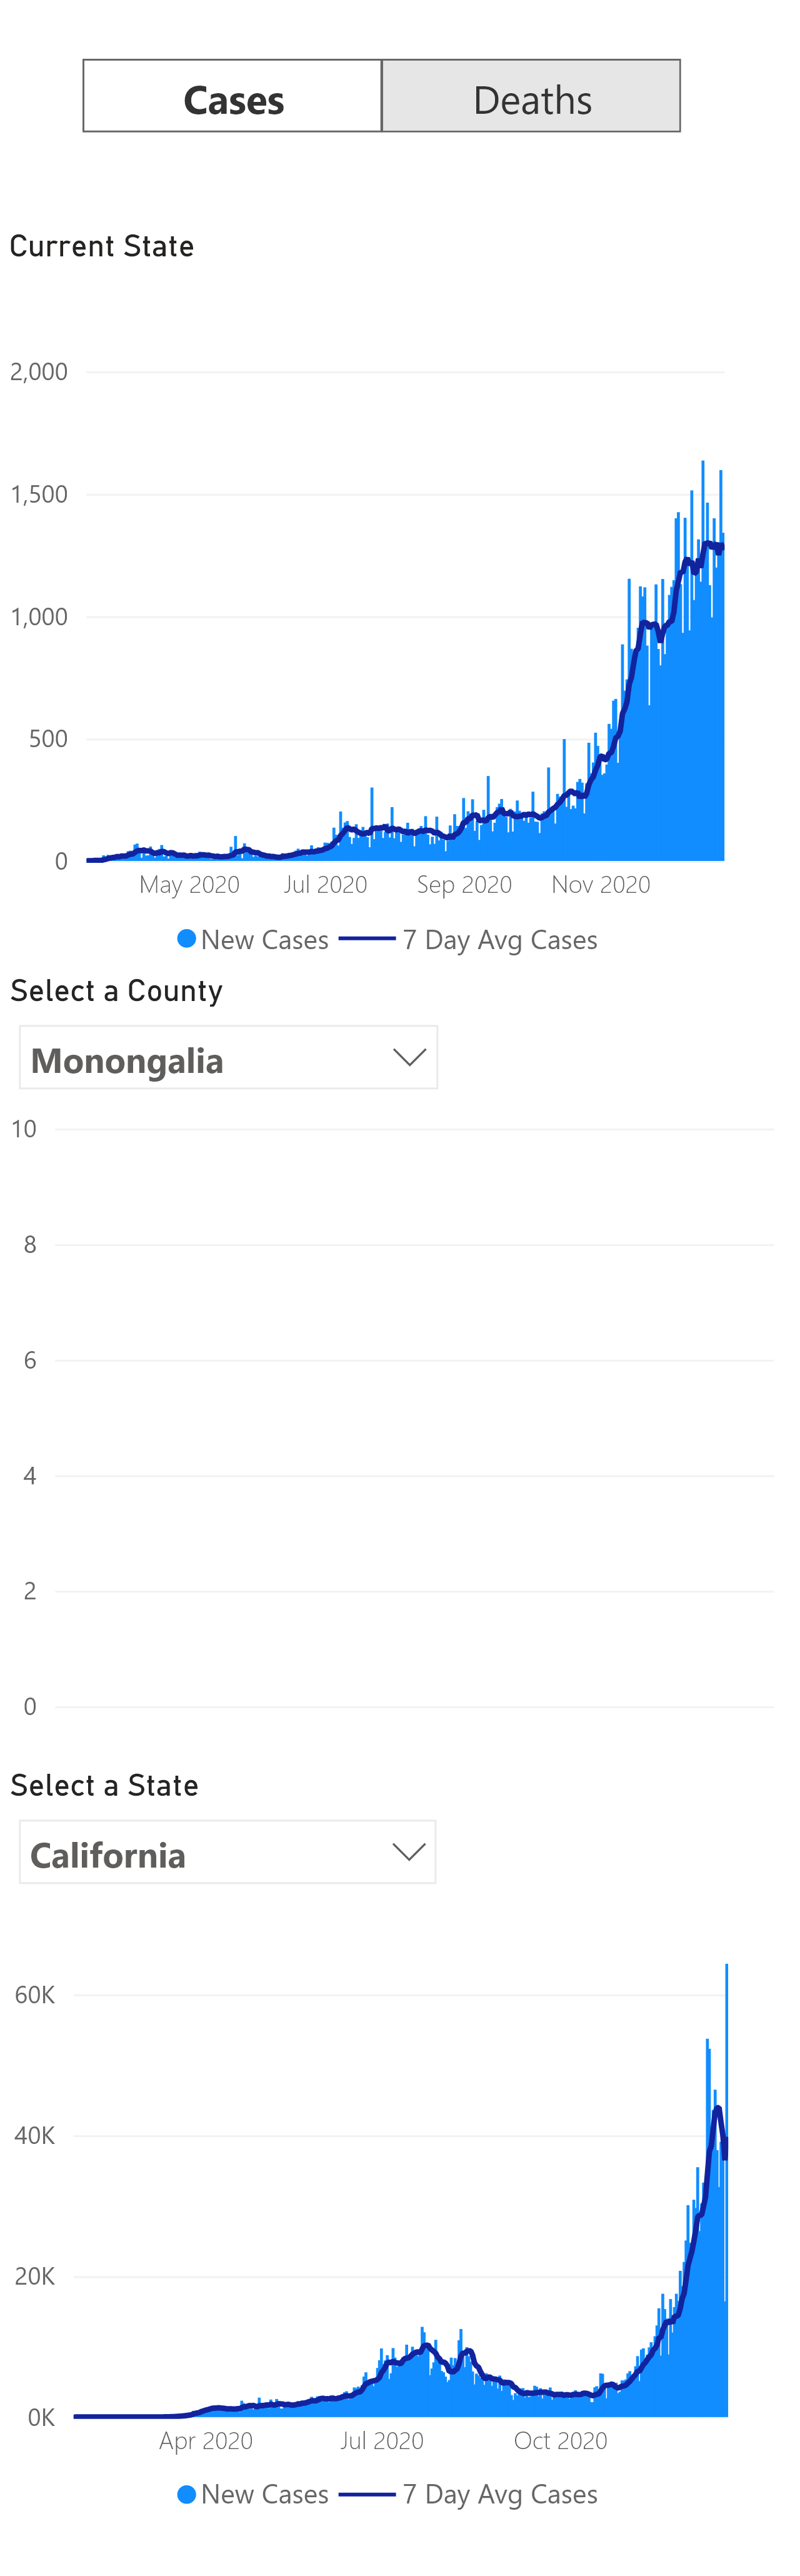 Cases Deaths
Current State
2,000
1,500
1,000
500
0
May 2020 Jul 2020 Sep 2020 Nov 2020
New Cases 7 Day Avg Cases
Select a County
Monongalia
10
8
6
4
2
0
Select a State
California
60K
40K
20K
0K
Apr 2020 Jul 2020 Oct 2020
New Cases 7 Day Avg Cases